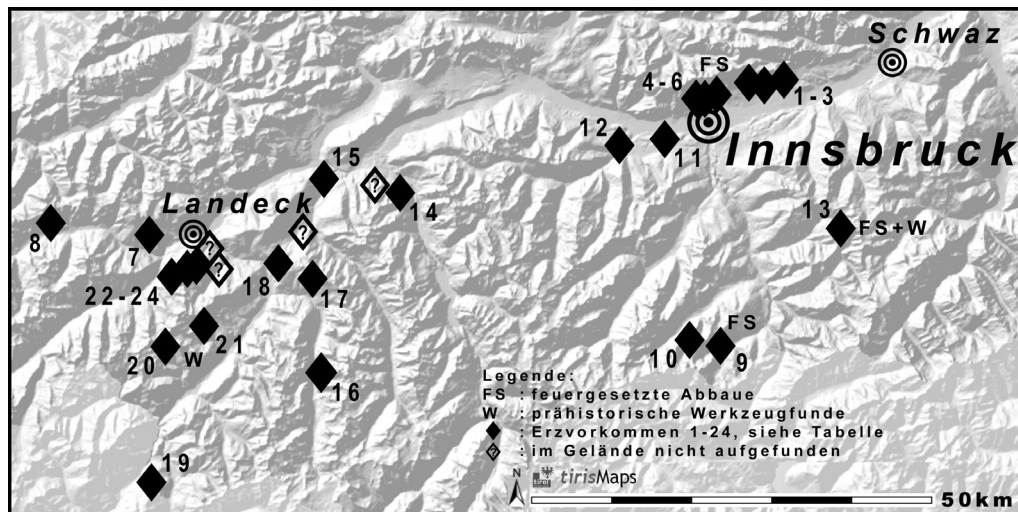 Schwaz
FS
4-6
1-3
12
11
Innsbruck
15
?
14
Landeck
13
FS+W
8
7
?
?
?
22-24
18
17
21
20
W
10
FS
9
16
19
Legende:
FS : feuergesetzte Abbaue
W : prähistorische Werkzeugfunde
: Erzvorkommen 1-24, siehe Tabelle
? : im Gelände nicht aufgefunden
N
tirol
tirisMaps
50km